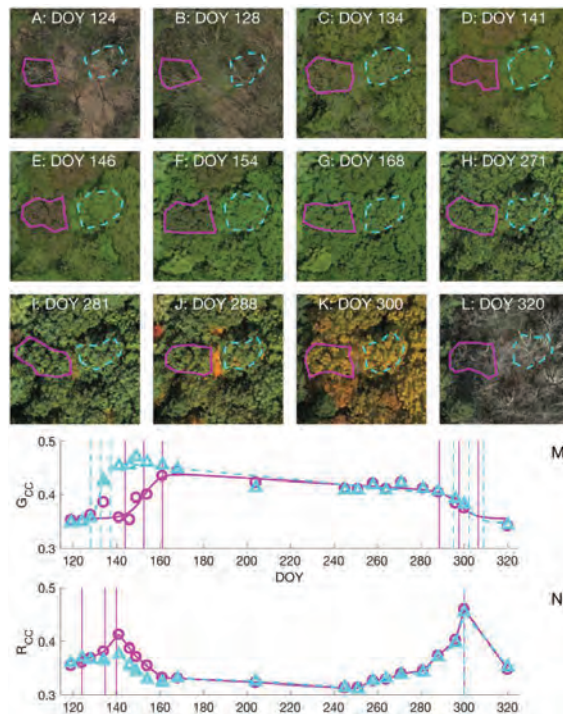 A: DOY 124
B: DOY 128
C: DOY 134
D: DOY 141
E: DOY 146
F: DOY 154
G: DOY 168
H: DOY 271
I: DOY 281
J: DOY 288
K: DOY 300
L: DOY 320
M
0.5
0.4
0.3
GCC
120 140 160 180 200 220 240 260 280 300 320
DOY
N
0.5
0.4
0.3
RCC
120 140 160 180 200 220 240 260 280 300 320